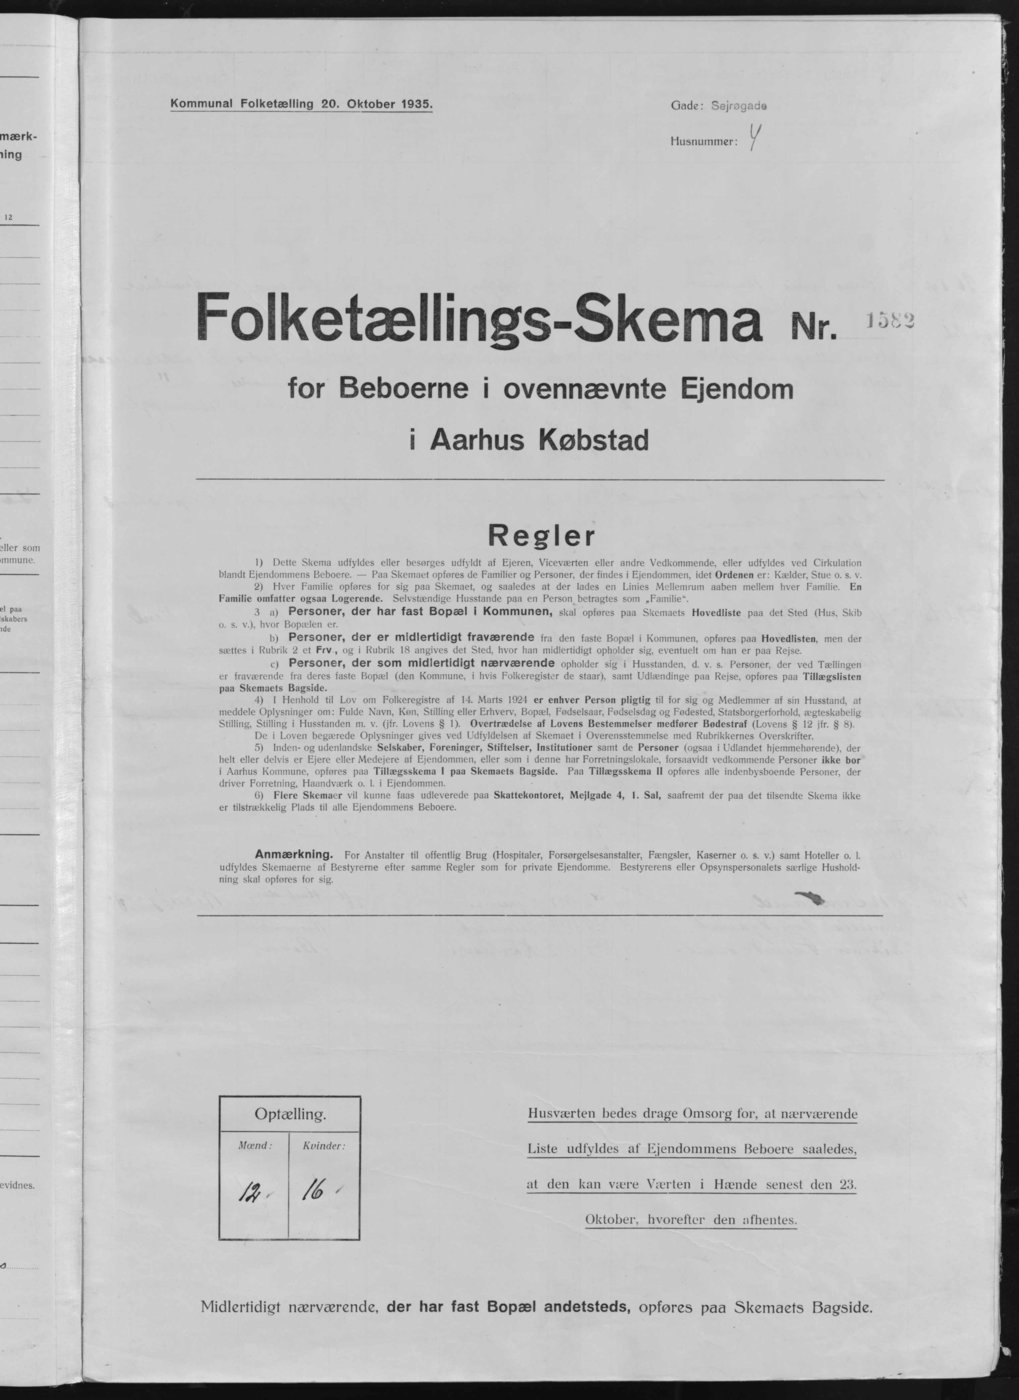 mærk-
ning
12
eller som
ommune.
el paa
lskabers
nde
evidnes.
Kommunal Folketælling 20. Oktober 1935.
Gade: Sejrøgade
Husnummer: 4
Folketællings-Skema Nr. 1582
for Beboerne i ovennævnte Ejendom
i Aarhus Købstad
Regler
1) Dette Skema udfyldes eller besørges udfyldt af Ejeren, Viceværten eller andre Vedkommende, eller udfyldes ved Cirkulation
blandt Ejendommens Beboere. — Paa Skemaet opføres de Familier og Personer, der findes i Ejendommen, idet Ordenen er: Kælder, Stue o. s. v.
2) Hver Familie opføres for sig paa Skemaet, og saaledes at der lades en Linies Mellemrum aaben mellem hver Familie. En
Familie omfatter ogsaa Logerende. Selvstændige Husstande paa en Person betragtes som „Familie“.
3 a) Personer, der har fast Bopæl i Kommunen, skal opføres paa Skemaets Hovedliste paa det Sted (Hus, Skib
o. s. v.), hvor Bopælen er.
b) Personer, der er midlertidigt fraværende fra den faste Bopæl i Kommunen, opføres paa Hovedlisten, men der
sættes i Rubrik 2 et Frv., og i Rubrik 18 angives det Sted, hvor han midlertidigt opholder sig, eventuelt om han er paa Rejse.
c) Personer, der som midlertidigt nærværende opholder sig i Husstanden, d. v. s. Personer, der ved Tællingen
er fraværende fra deres faste Bopæl (den Kommune, i hvis Folkeregister de staar), samt Udlændinge paa Rejse, opføres paa Tillægslisten
paa Skemaets Bagside.
4) I Henhold til Lov om Folkeregistre af 14. Marts 1924 er enhver Person pligtig til for sig og Medlemmer af sin Husstand, at
meddele Oplysninger om: Fulde Navn, Køn, Stilling eller Erhverv, Bopæl, Fødselsaar, Fødselsdag og Fødested, Statsborgerforhold, ægteskabelig
Stilling, Stilling i Husstanden m. v. (jfr. Lovens § 1). Overtrædelse af Lovens Bestemmelser medfører Bødestraf (Lovens § 12 jfr. § 8).
De i Loven begærede Oplysninger gives ved Udfyldelsen af Skemaet i Overensstemmelse med Rubrikkernes Overskrifter.
5) Inden- og udenlandske Selskaber, Foreninger, Stiftelser, Institutioner samt de Personer (ogsaa i Udlandet hjemmehørende), der
helt eller delvis er Ejere eller Medejere af Ejendommen, eller som i denne har Forretningslokale, forsaavidt vedkommende Personer ikke bor
i Aarhus Kommune, opføres paa Tillægsskema I paa Skemaets Bagside. Paa Tillægsskema II opføres alle indenbysboende Personer, der
driver Forretning, Haandværk o. l. i Ejendommen.
6) Flere Skemaer vil kunne faas udleverede paa Skattekontoret, Mejlgade 4, 1. Sal, saafremt der paa det tilsendte Skema ikke
er tilstrækkelig Plads til alle Ejendommens Beboere.
Anmærkning. For Anstalter til offentlig Brug (Hospitaler, Forsørgelsesanstalter, Fængsler, Kaserner o. s. v.) samt Hoteller o. l.
udfyldes Skemaerne af Bestyrerne efter samme Regler som for private Ejendomme. Bestyrerens eller Opsynspersonalets særlige Hushold-
ning skal opføres for sig.
Optælling.
Mænd: Kvinder:
12 16
Husværten bedes drage Omsorg for, at nærværende
Liste udfyldes af Ejendommens Beboere saaledes,
at den kan være Værten i Hænde senest den 23.
Oktober, hvorefter den afhentes.
Midlertidigt nærværende, der har fast Bopæl andetsteds, opføres paa Skemaets Bagside.